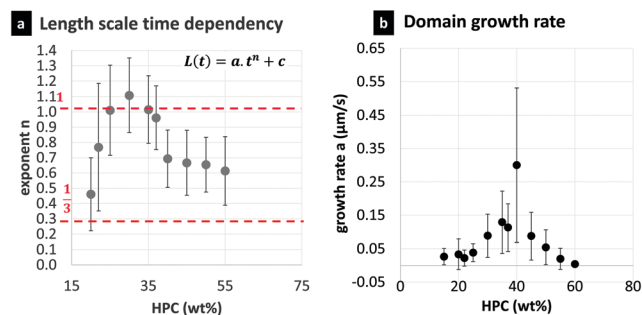 a Length scale time dependency
L(t) = a.tⁿ + c
exponent n
1.4
1.3
1.2
1.1
1.0
0.9
0.8
0.7
0.6
0.5
0.4
0.3
0.2
0.1
0.0
1
1/3
15 35 55 75
HPC (wt%)
b Domain growth rate
growth rate a (μm/s)
0.65
0.55
0.45
0.35
0.25
0.15
0.05
-0.05
0 20 40 60 80
HPC (wt%)